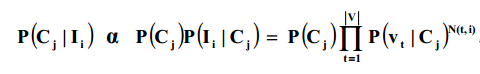 P(C_j | I_i) α P(C_j)P(I_i | C_j) = P(C_j) ∏_{t=1}^{|V|} P(v_t | C_j)^{N(t,i)}